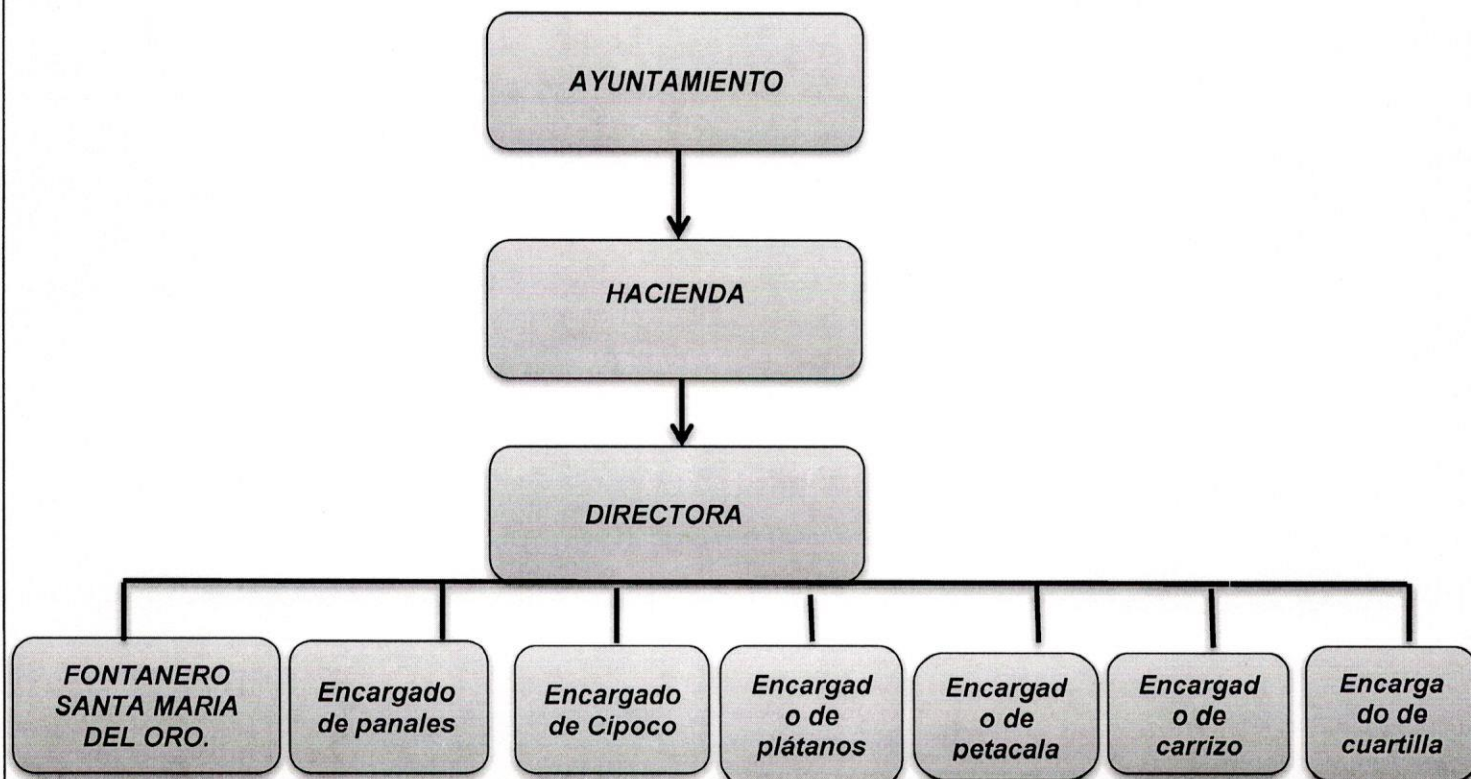 AYUNTAMIENTO
HACIENDA
DIRECTORA
FONTANERO
SANTA MARIA
DEL ORO.
Encargado
de panales
Encargado
de Cipoco
Encargad
o de
plátanos
Encargad
o de
petacala
Encargad
o de
carrizo
Encarga
do de
cuartilla